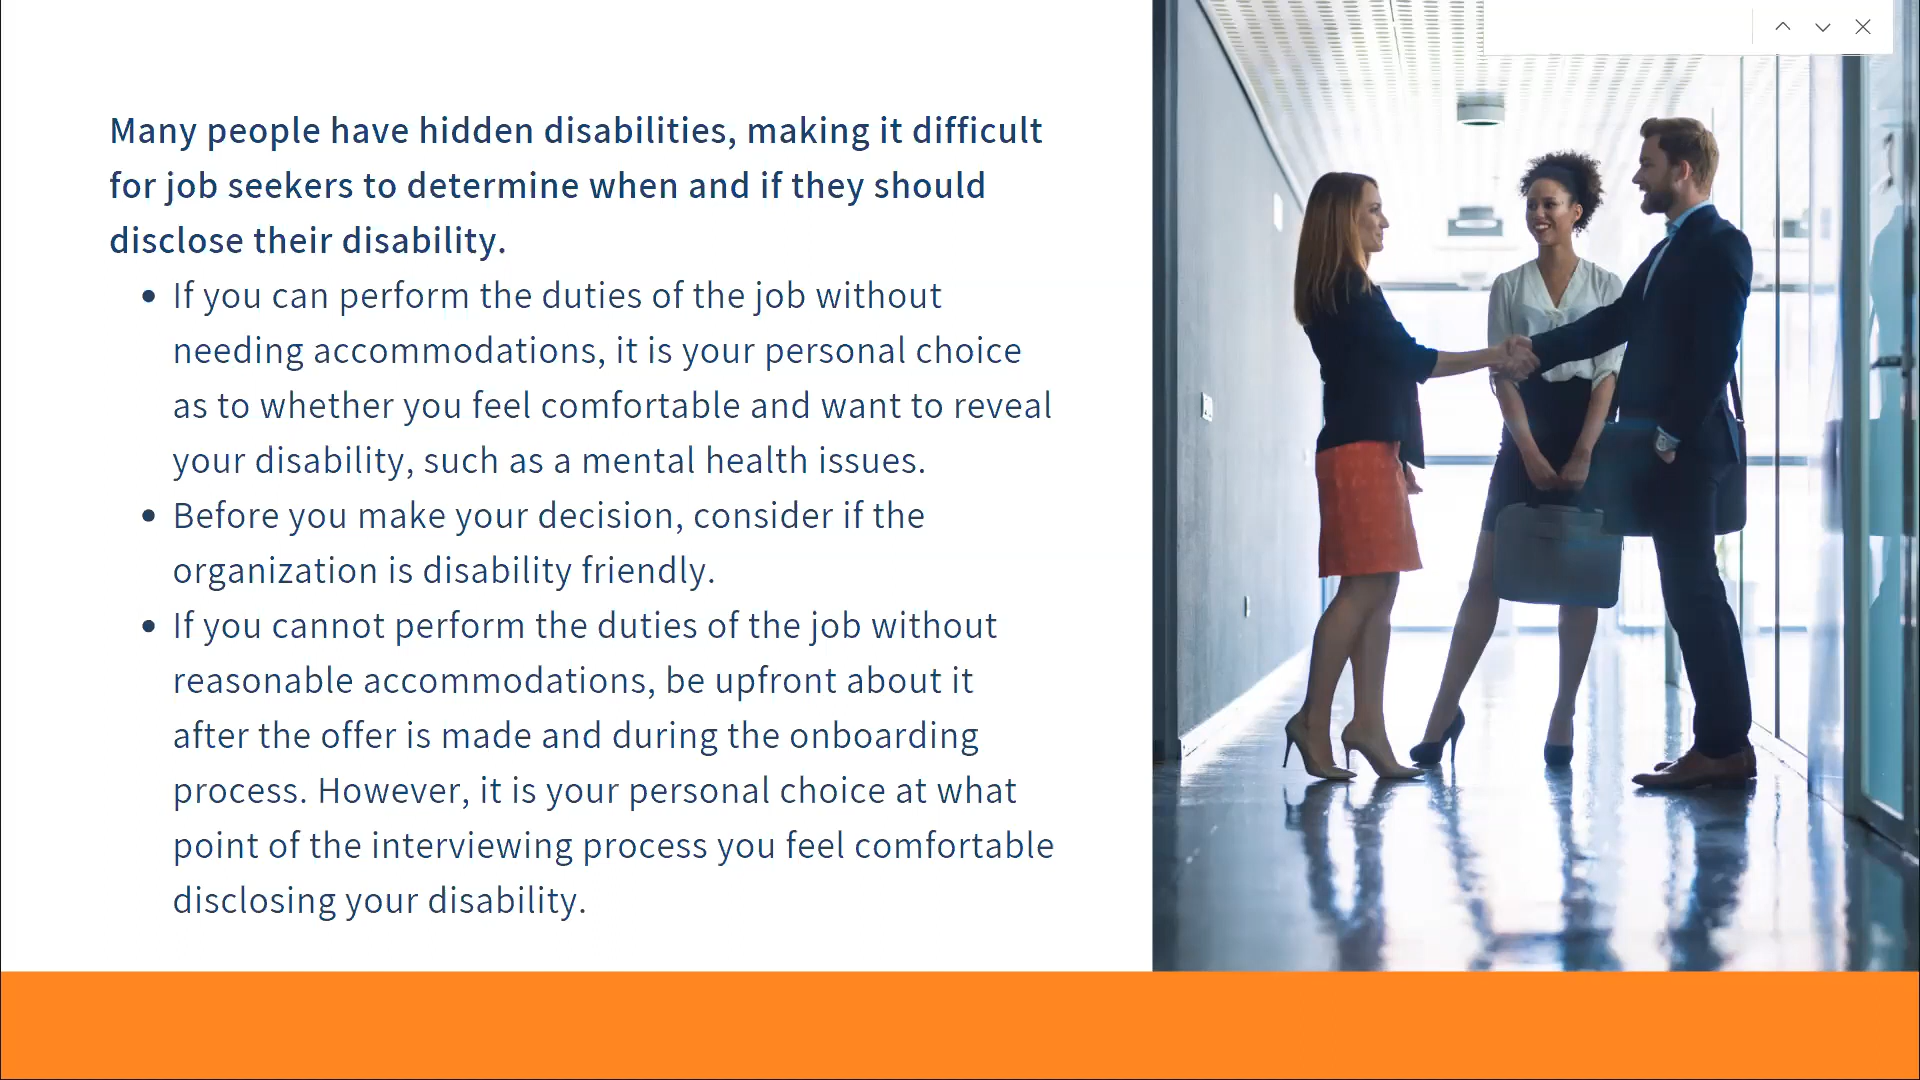 Many people have hidden disabilities, making it difficult
for job seekers to determine when and if they should
disclose their disability.
• If you can perform the duties of the job without
needing accommodations, it is your personal choice
as to whether you feel comfortable and want to reveal
your disability, such as a mental health issues.
• Before you make your decision, consider if the
organization is disability friendly.
• If you cannot perform the duties of the job without
reasonable accommodations, be upfront about it
after the offer is made and during the onboarding
process. However, it is your personal choice at what
point of the interviewing process you feel comfortable
disclosing your disability.